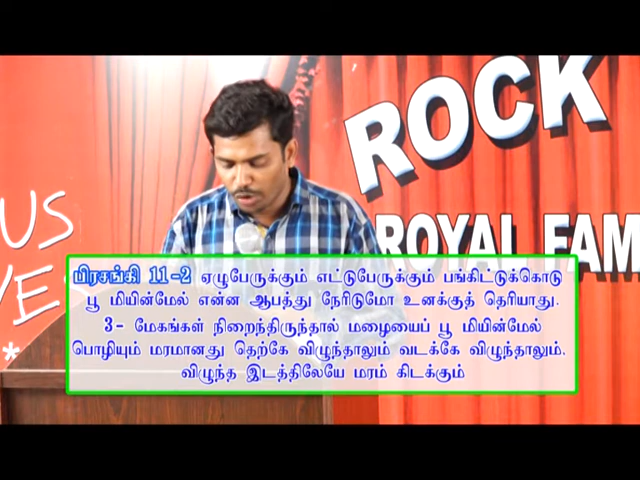 ROCK
ROYAL FAM
US
YES
*
பிரசங்கி 11-2 ஏழுபேருக்கும் எட்டுபேருக்கும் பங்கிட்டுக்கொடு
பூ மியின்மேல் என்ன ஆபத்து நேரிடுமோ உனக்குத் தெரியாது.
3- மேகங்கள் நிறைந்திருந்தால் மழையைப் பூ மியின்மேல்
பொழியும் மரமானது தெற்கே விழுந்தாலும் வடக்கே விழுந்தாலும்.
விழுந்த இடத்திலேயே மரம் கிடக்கும்